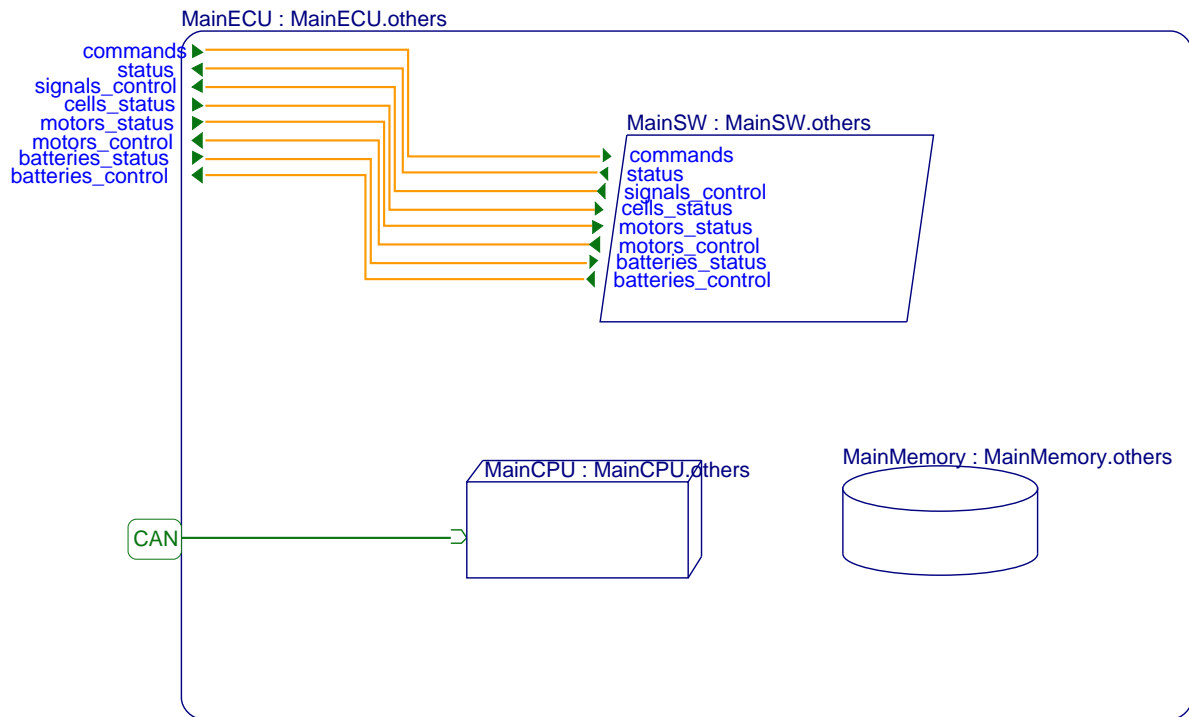 MainECU : MainECU.others
commands
status
signals_control
cells_status
motors_status
motors_control
batteries_status
batteries_control
MainSW : MainSW.others
commands
status
signals_control
cells_status
motors_status
motors_control
batteries_status
batteries_control
MainCPU : MainCPU.others
MainMemory : MainMemory.others
CAN